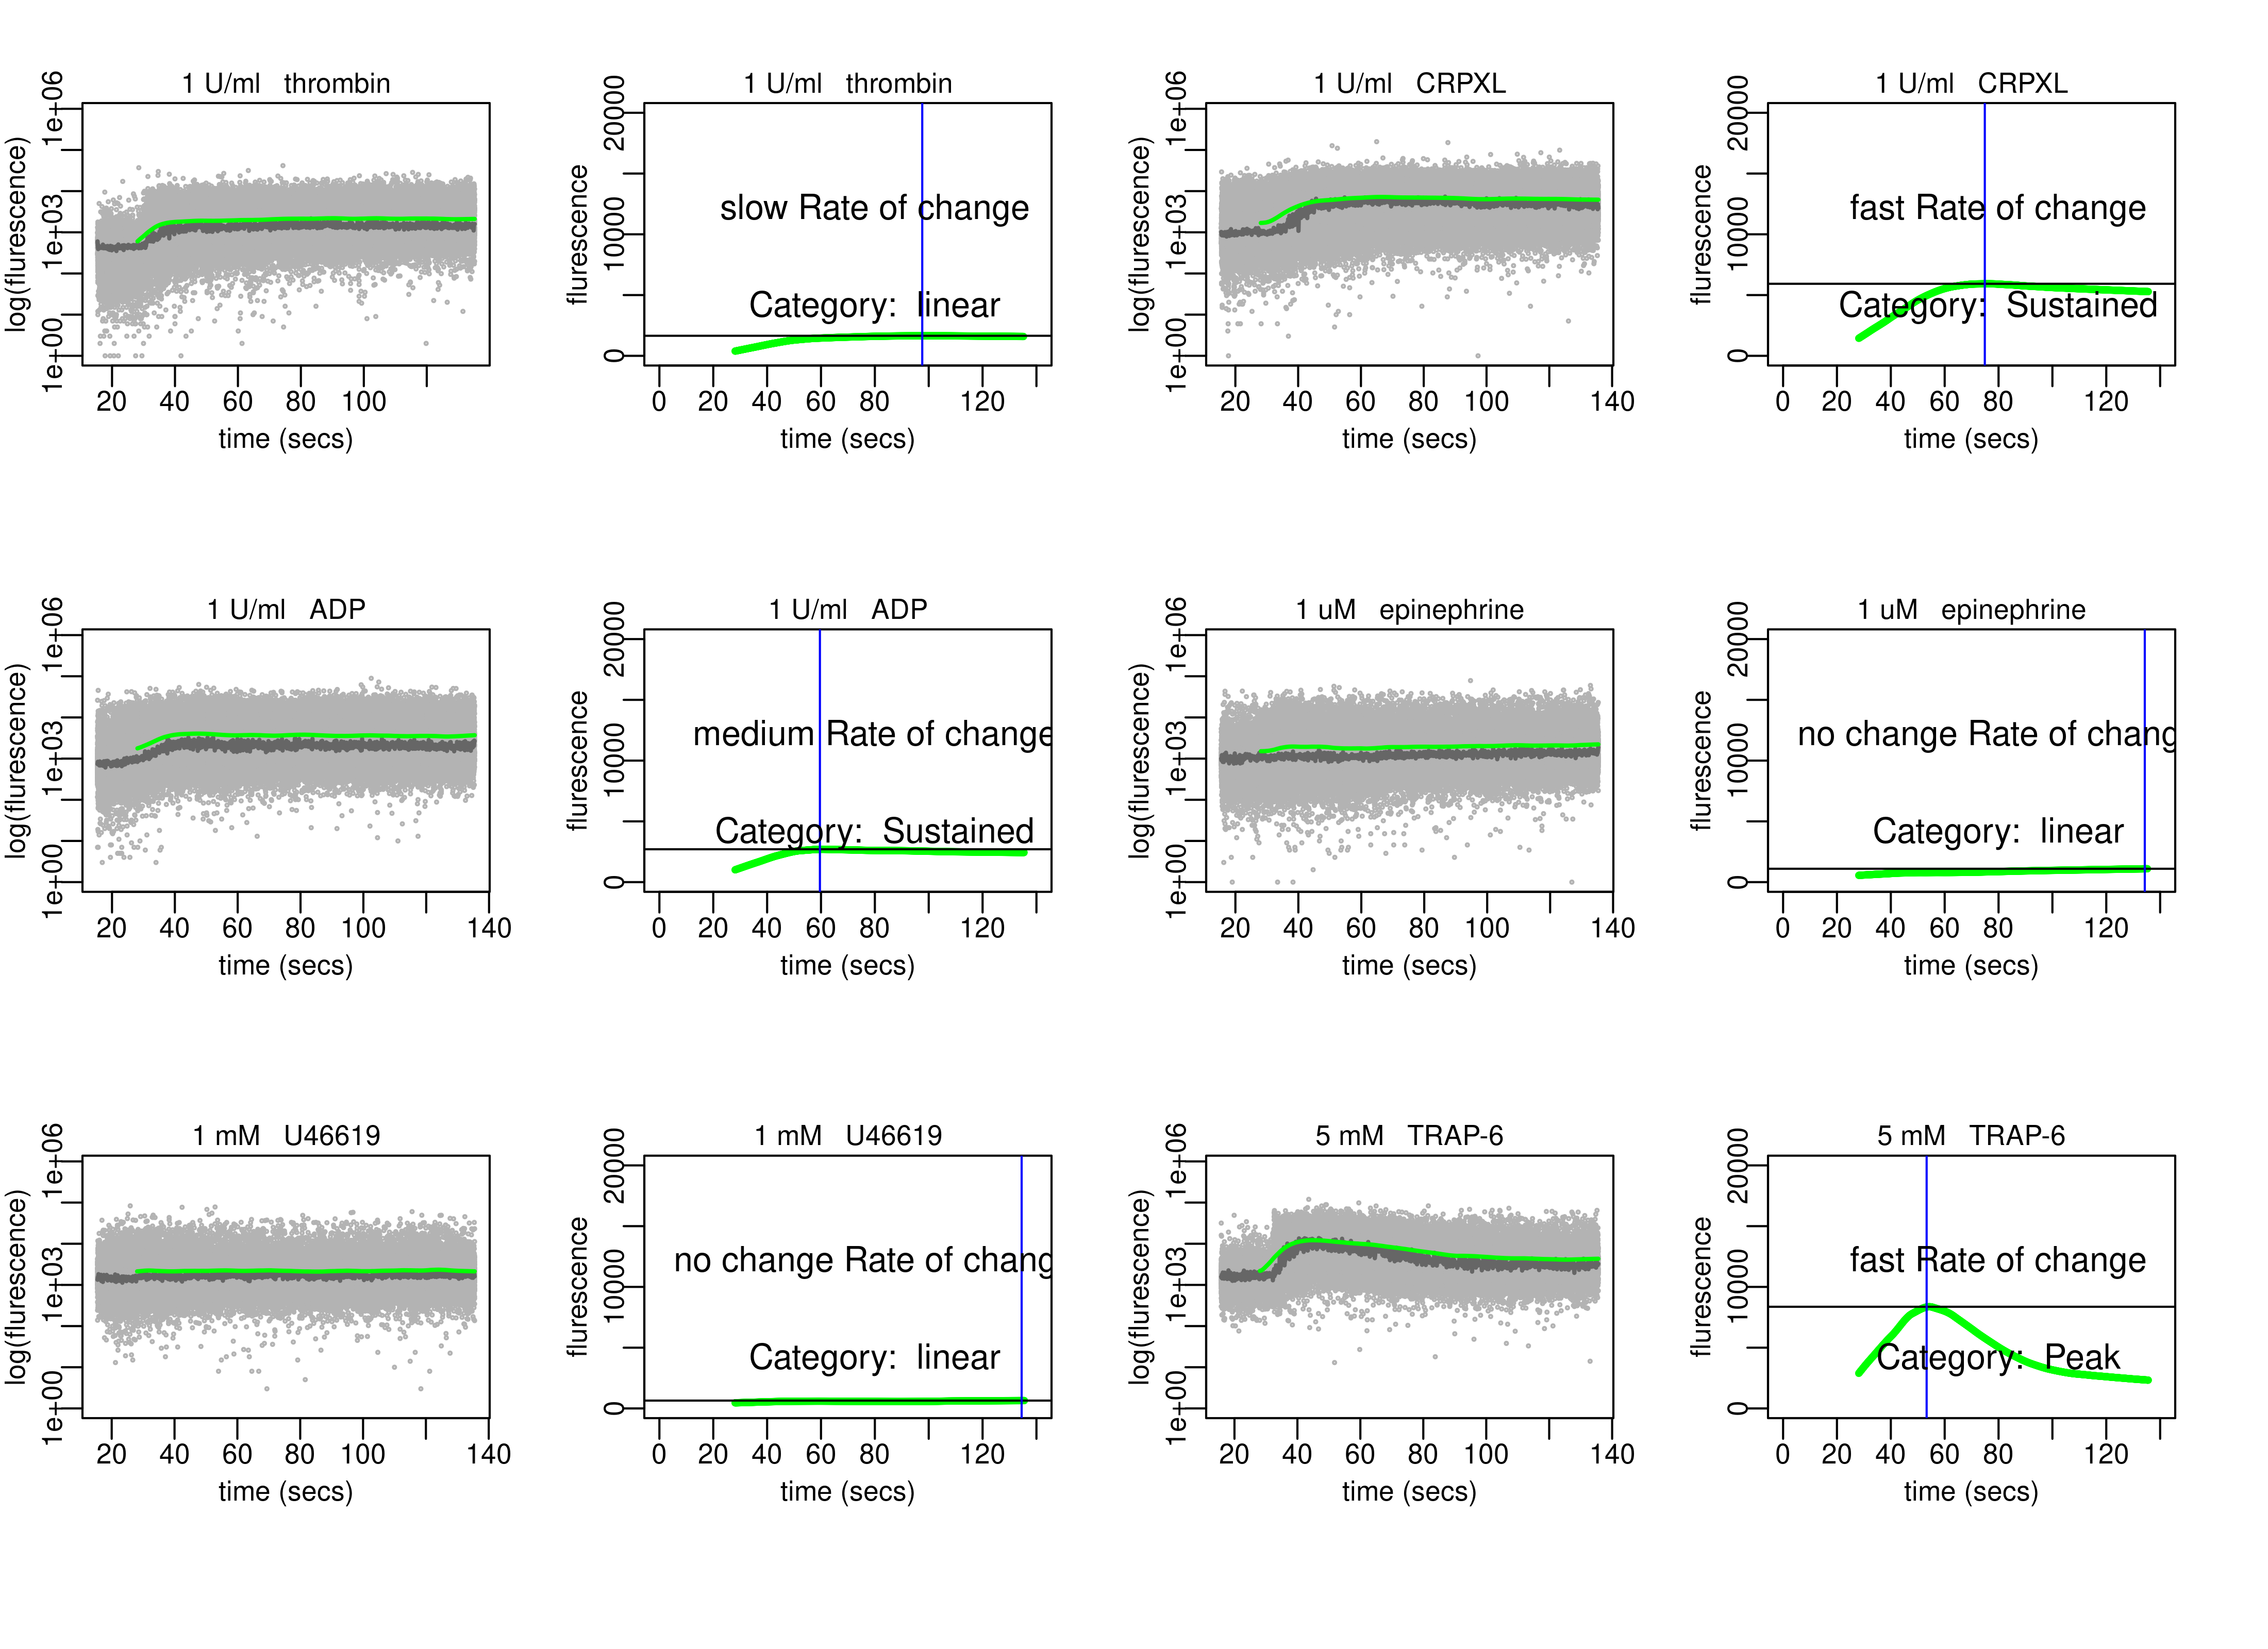 1 U/ml   thrombin
log(flurescence)
1e+00 1e+03 1e+06
20 40 60 80 100
time (secs)
1 U/ml   thrombin
flurescence
0 10000 20000
slow Rate of change
Category:  linear
0 20 40 60 80 120
time (secs)
1 U/ml   CRPXL
log(flurescence)
1e+00 1e+03 1e+06
20 40 60 80 100 140
time (secs)
1 U/ml   CRPXL
flurescence
0 10000 20000
fast Rate of change
Category:  Sustained
0 20 40 60 80 120
time (secs)
1 U/ml   ADP
log(flurescence)
1e+00 1e+03 1e+06
20 40 60 80 100 140
time (secs)
1 U/ml   ADP
flurescence
0 10000 20000
medium Rate of change
Category:  Sustained
0 20 40 60 80 120
time (secs)
1 uM   epinephrine
log(flurescence)
1e+00 1e+03 1e+06
20 40 60 80 100 140
time (secs)
1 uM   epinephrine
flurescence
0 10000 20000
no change Rate of chang
Category:  linear
0 20 40 60 80 120
time (secs)
1 mM   U46619
log(flurescence)
1e+00 1e+03 1e+06
20 40 60 80 100 140
time (secs)
1 mM   U46619
flurescence
0 10000 20000
no change Rate of chang
Category:  linear
0 20 40 60 80 120
time (secs)
5 mM   TRAP-6
log(flurescence)
1e+00 1e+03 1e+06
20 40 60 80 100 140
time (secs)
5 mM   TRAP-6
flurescence
0 10000 20000
fast Rate of change
Category:  Peak
0 20 40 60 80 120
time (secs)